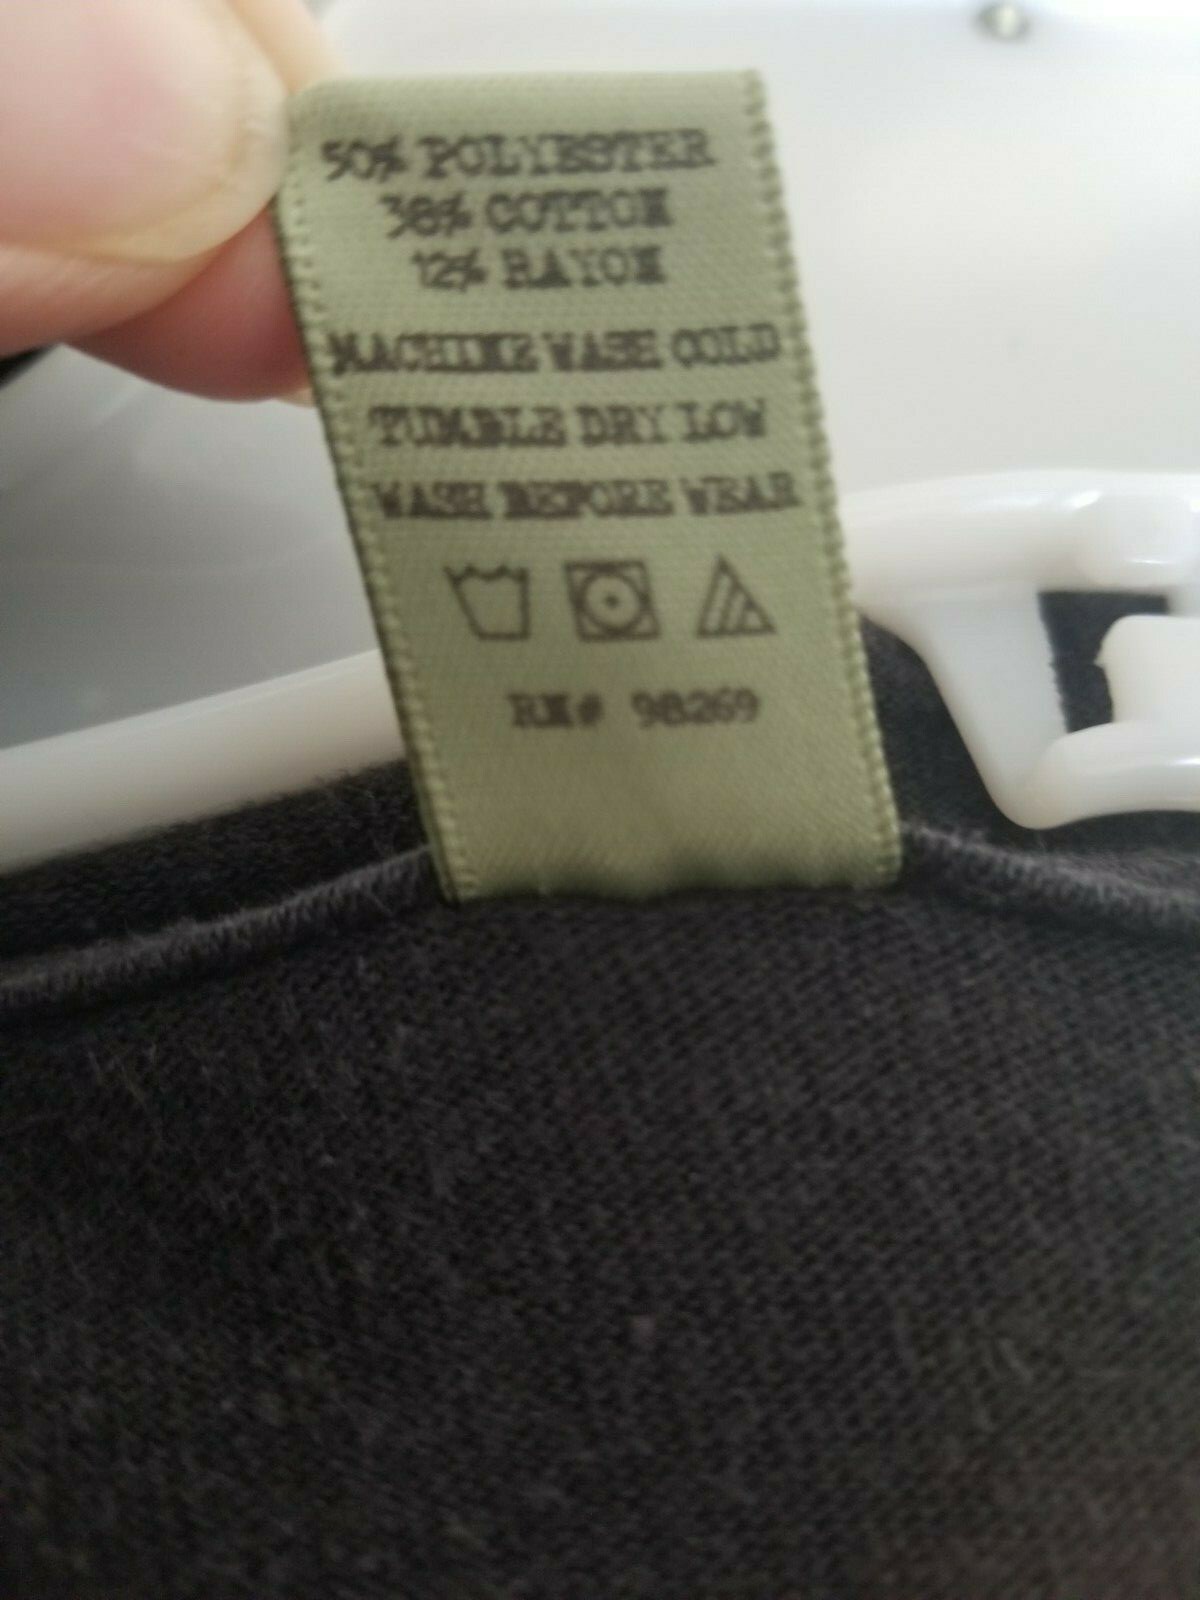 50% POLYESTER
38% COTTON
12% RAYON
MACHINE WASH COLD
TUMBLE DRY LOW
WASH BEFORE WEAR
RN# 98269